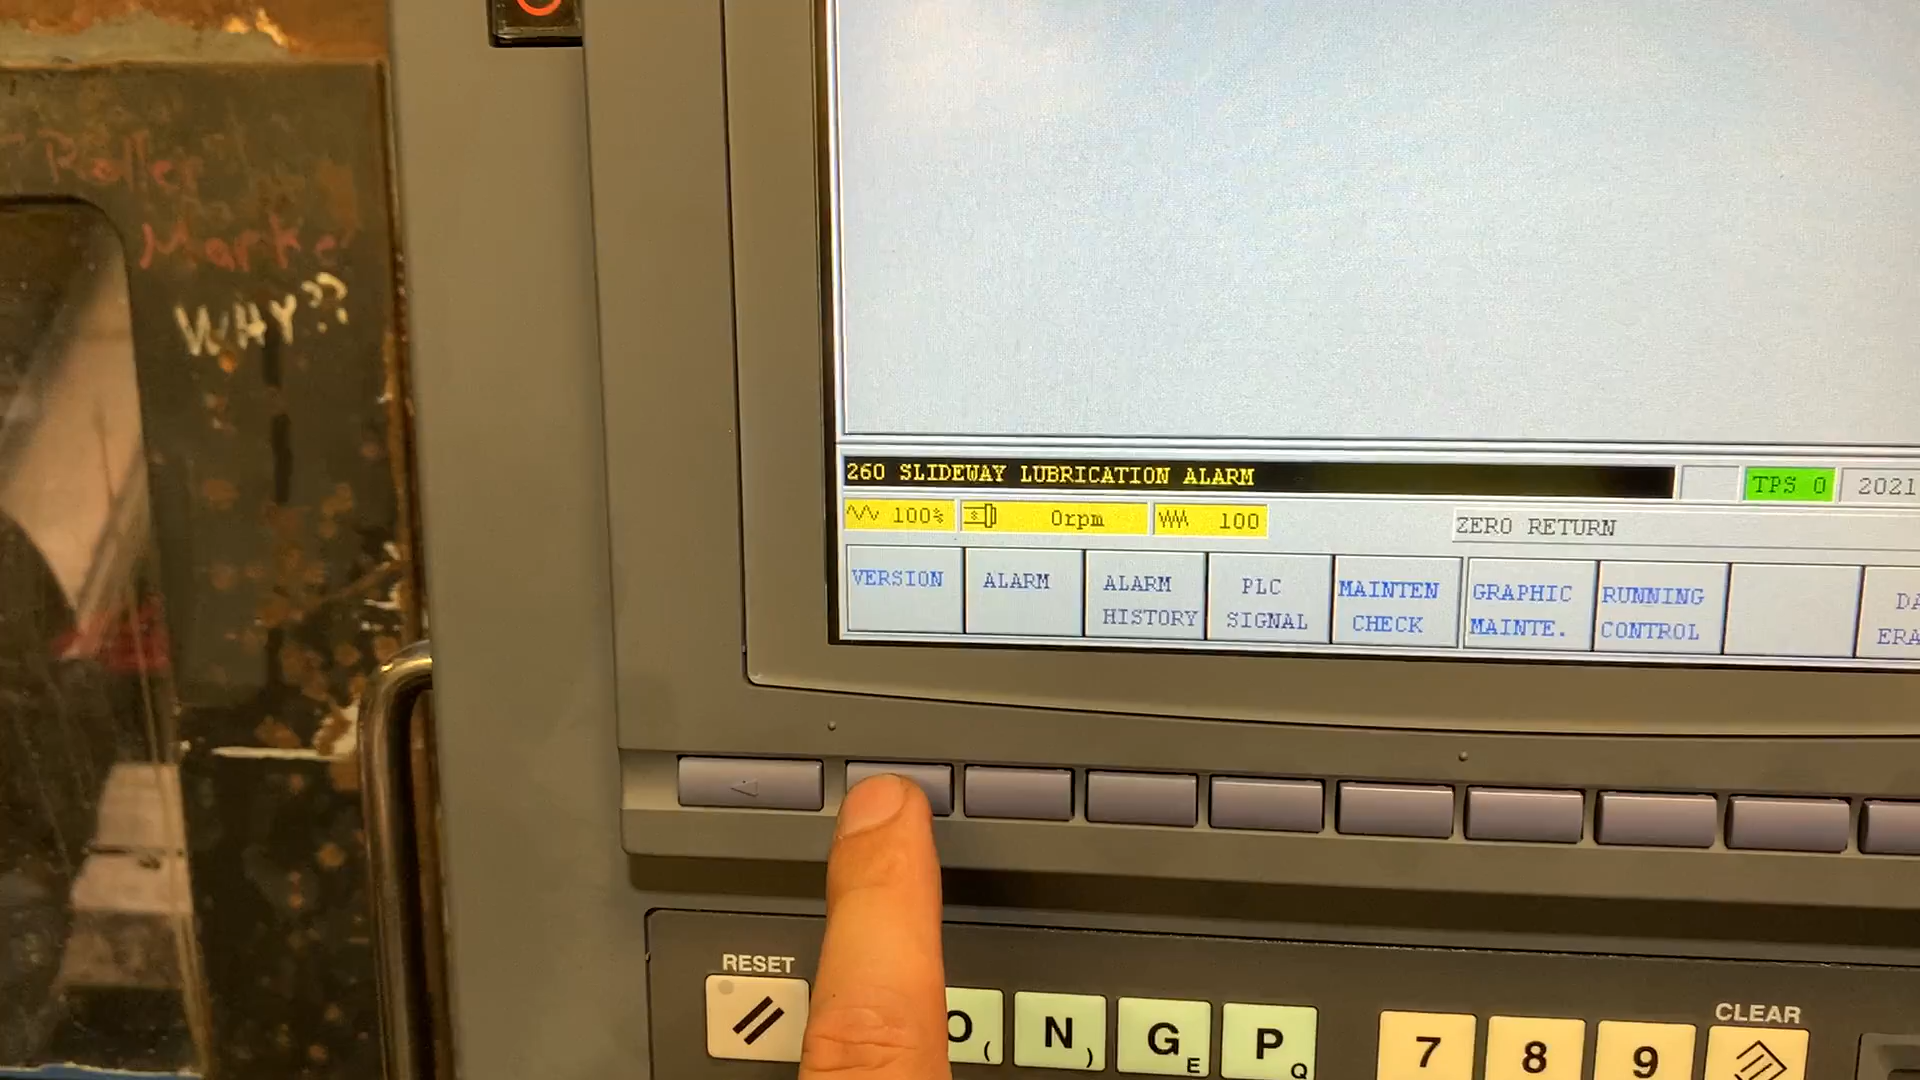 Roller
Marks
WHY??
260 SLIDEWAY LUBRICATION ALARM
TPS 0
2021
100%
0rpm
100
ZERO RETURN
VERSION
ALARM
ALARM
HISTORY
PLC
SIGNAL
MAINTEN
CHECK
GRAPHIC
MAINTE.
RUNNING
CONTROL
RESET
O (
N )
G E
P Q
7
8
9
CLEAR